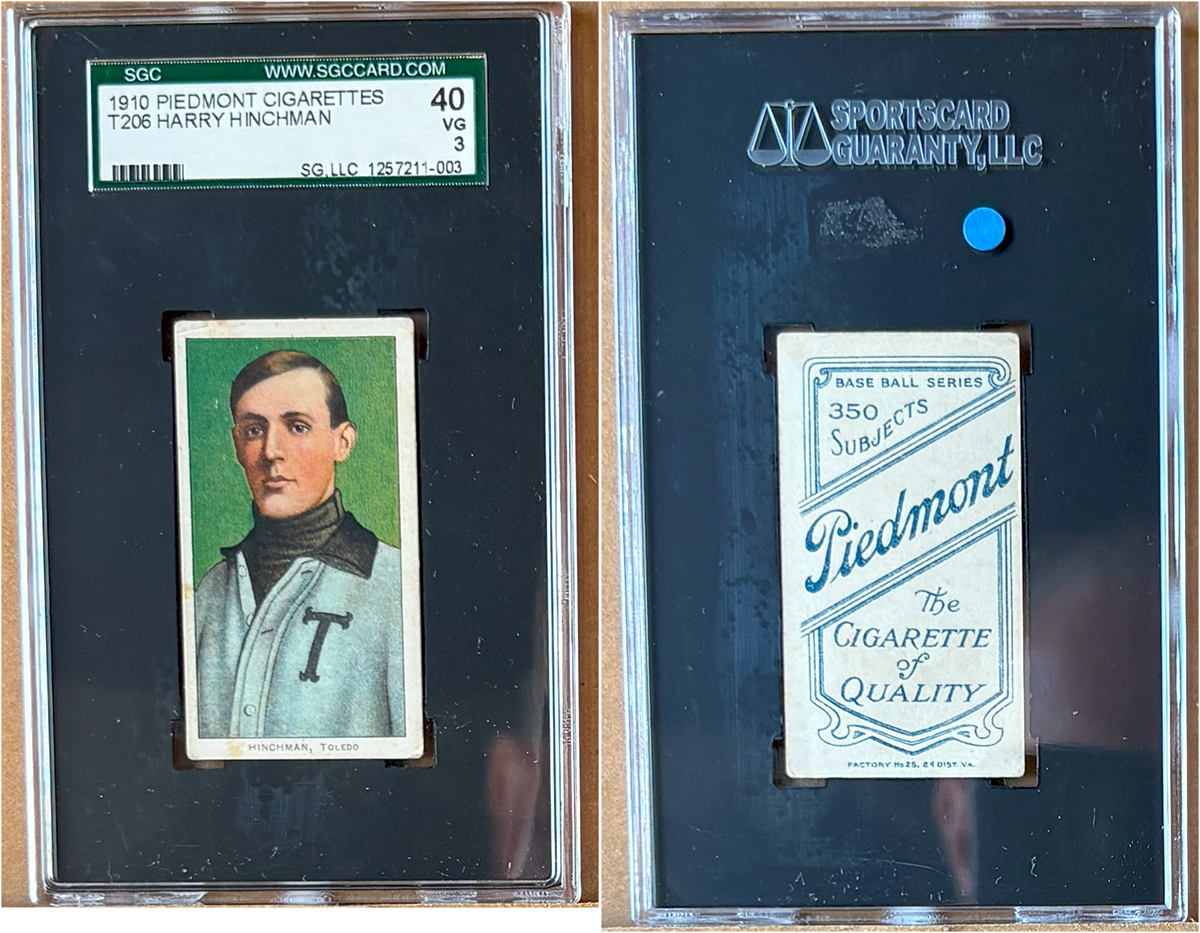 SGC WWW.SGCCARD.COM
1910 PIEDMONT CIGARETTES 40
T206 HARRY HINCHMAN VG
3
SG,LLC 1257211-003
T
HINCHMAN, TOLEDO
SPORTSCARD
GUARANTY, LLC
BASE BALL SERIES
350
SUBJECTS
Piedmont
The
CIGARETTE
of
QUALITY
FACTORY No 25, 2d DIST. VA.